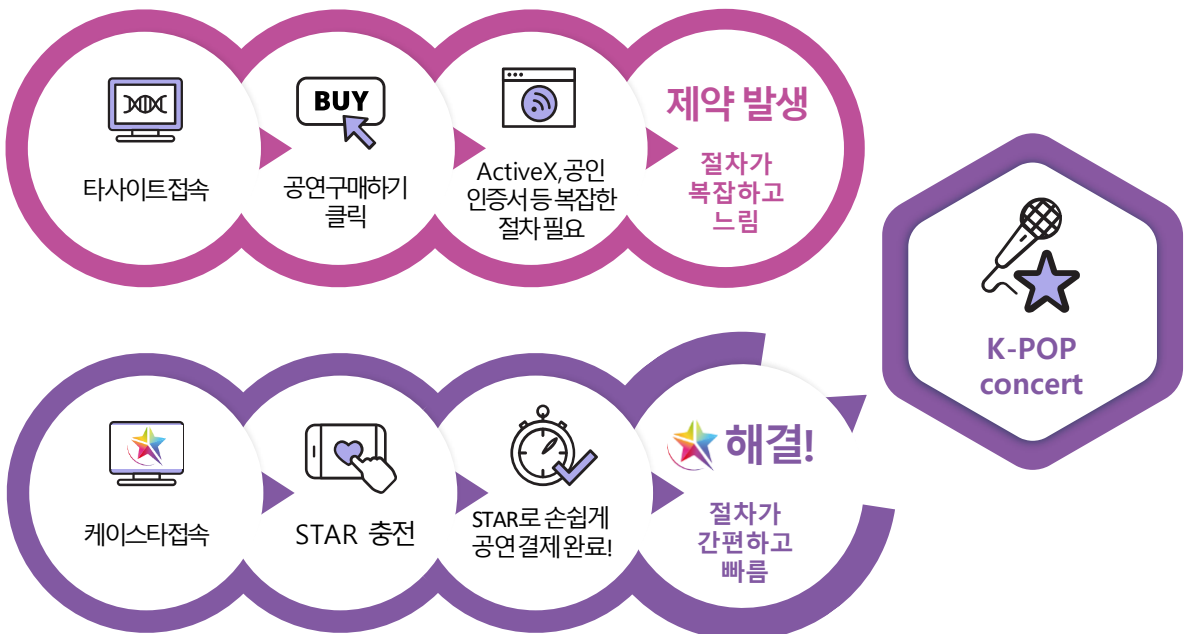 타사이트접속
BUY
공연구매하기
클릭
ActiveX,공인
인증서 등 복잡한
절차 필요
제약 발생
절차가
복잡하고
느림
K-POP
concert
케이스타접속
STAR 충전
STAR로 손쉽게
공연 결제 완료!
해결!
절차가
간편하고
빠름